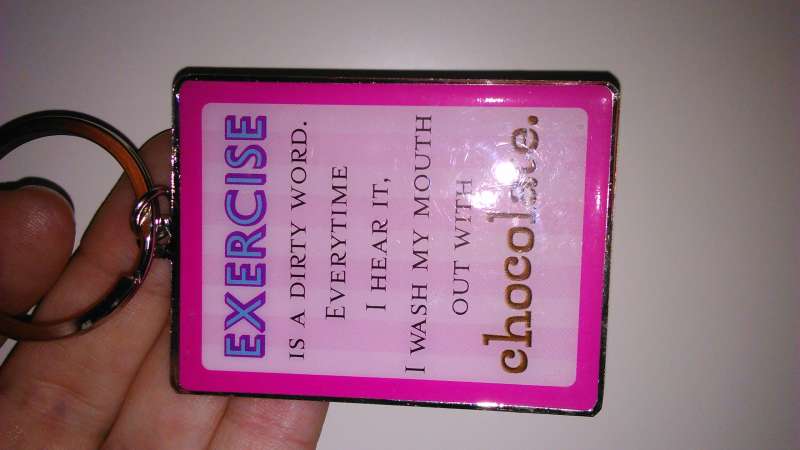 EXERCISE
IS A DIRTY WORD.
EVERYTIME
I HEAR IT,
I WASH MY MOUTH
OUT WITH
chocolate.